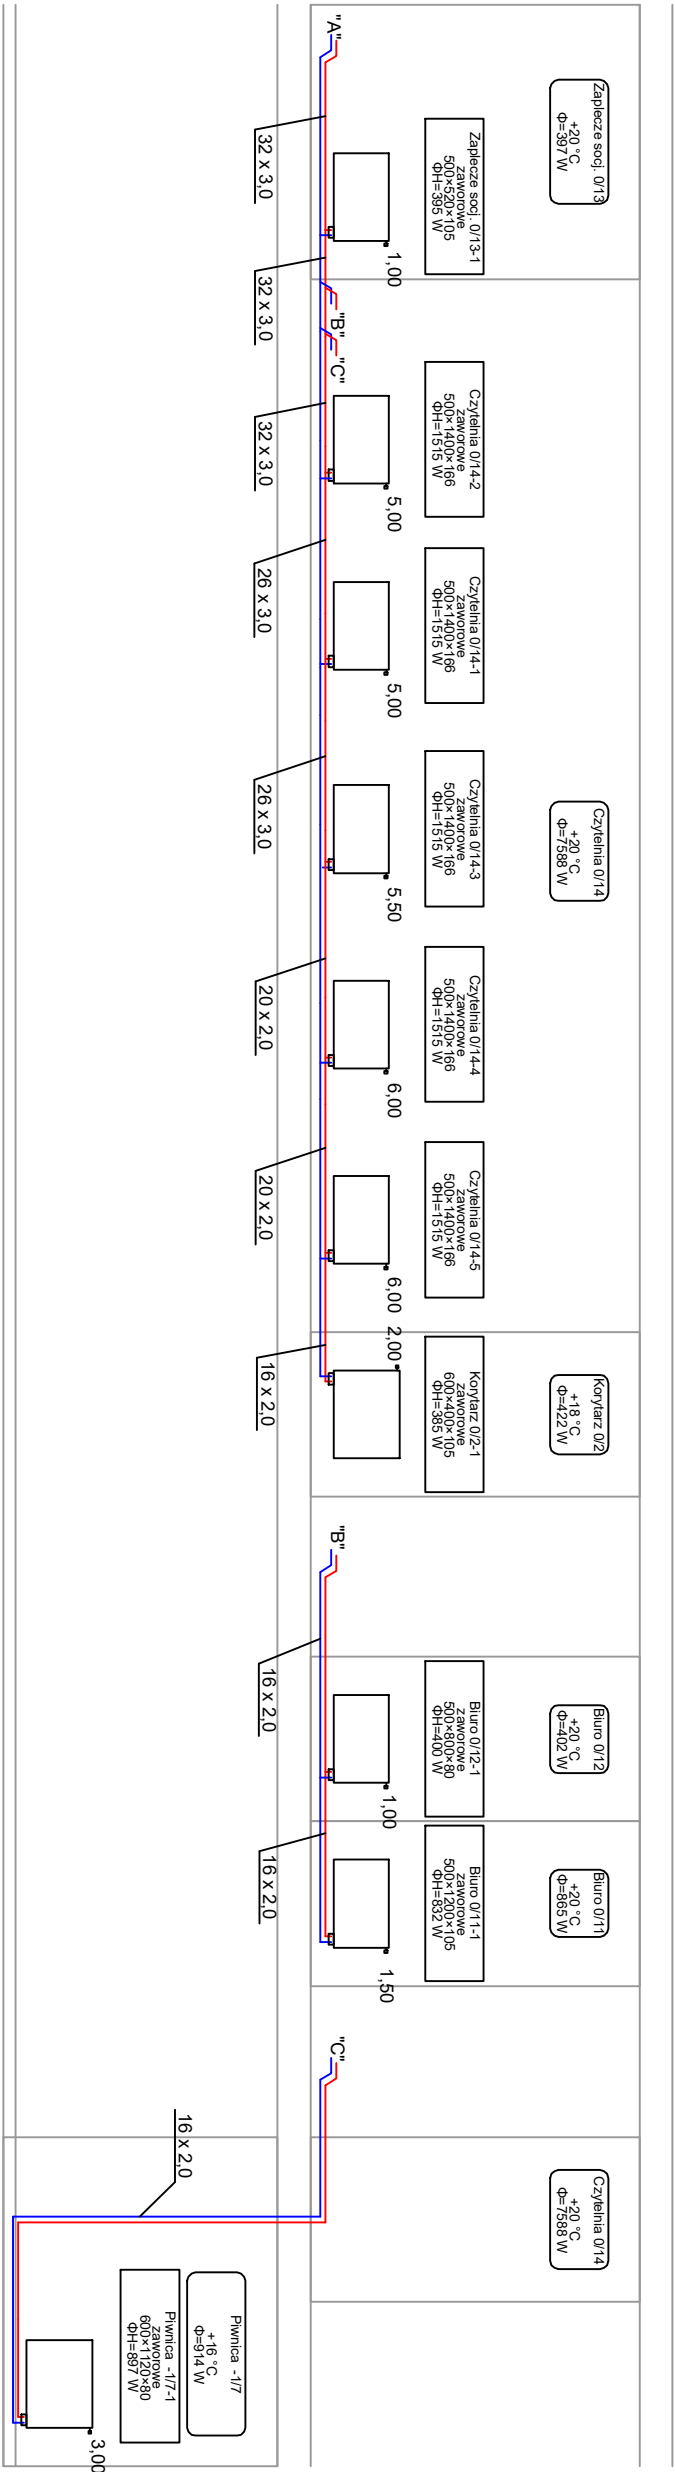 "A"
Zaplecze socj. 0/13
+20 °C
Φ=397 W
Zaplecze socj. 0/13-1
zaworowe
500×520×105
ΦH=395 W
1,00
32 x 3,0
32 x 3,0
"B"
"C"
Czytelnia 0/14
+20 °C
Φ=7588 W
Czytelnia 0/14-2
zaworowe
500×1400×166
ΦH=1515 W
5,00
32 x 3,0
Czytelnia 0/14-1
zaworowe
500×1400×166
ΦH=1515 W
5,00
26 x 3,0
Czytelnia 0/14-3
zaworowe
500×1400×166
ΦH=1515 W
5,50
26 x 3,0
Czytelnia 0/14-4
zaworowe
500×1400×166
ΦH=1515 W
6,00
20 x 2,0
Czytelnia 0/14-5
zaworowe
500×1400×166
ΦH=1515 W
6,00
20 x 2,0
Korytarz 0/2
+18 °C
Φ=422 W
Korytarz 0/2-1
zaworowe
600×400×105
ΦH=385 W
2,00
16 x 2,0
"B"
Biuro 0/12
+20 °C
Φ=402 W
Biuro 0/12-1
zaworowe
500×800×80
ΦH=400 W
1,00
16 x 2,0
Biuro 0/11
+20 °C
Φ=865 W
Biuro 0/11-1
zaworowe
500×1200×105
ΦH=832 W
1,50
16 x 2,0
"C"
Czytelnia 0/14
+20 °C
Φ=7588 W
16 x 2,0
Piwnica -1/7
+16 °C
Φ=914 W
Piwnica -1/7-1
zaworowe
600×1120×80
ΦH=897 W
3,00